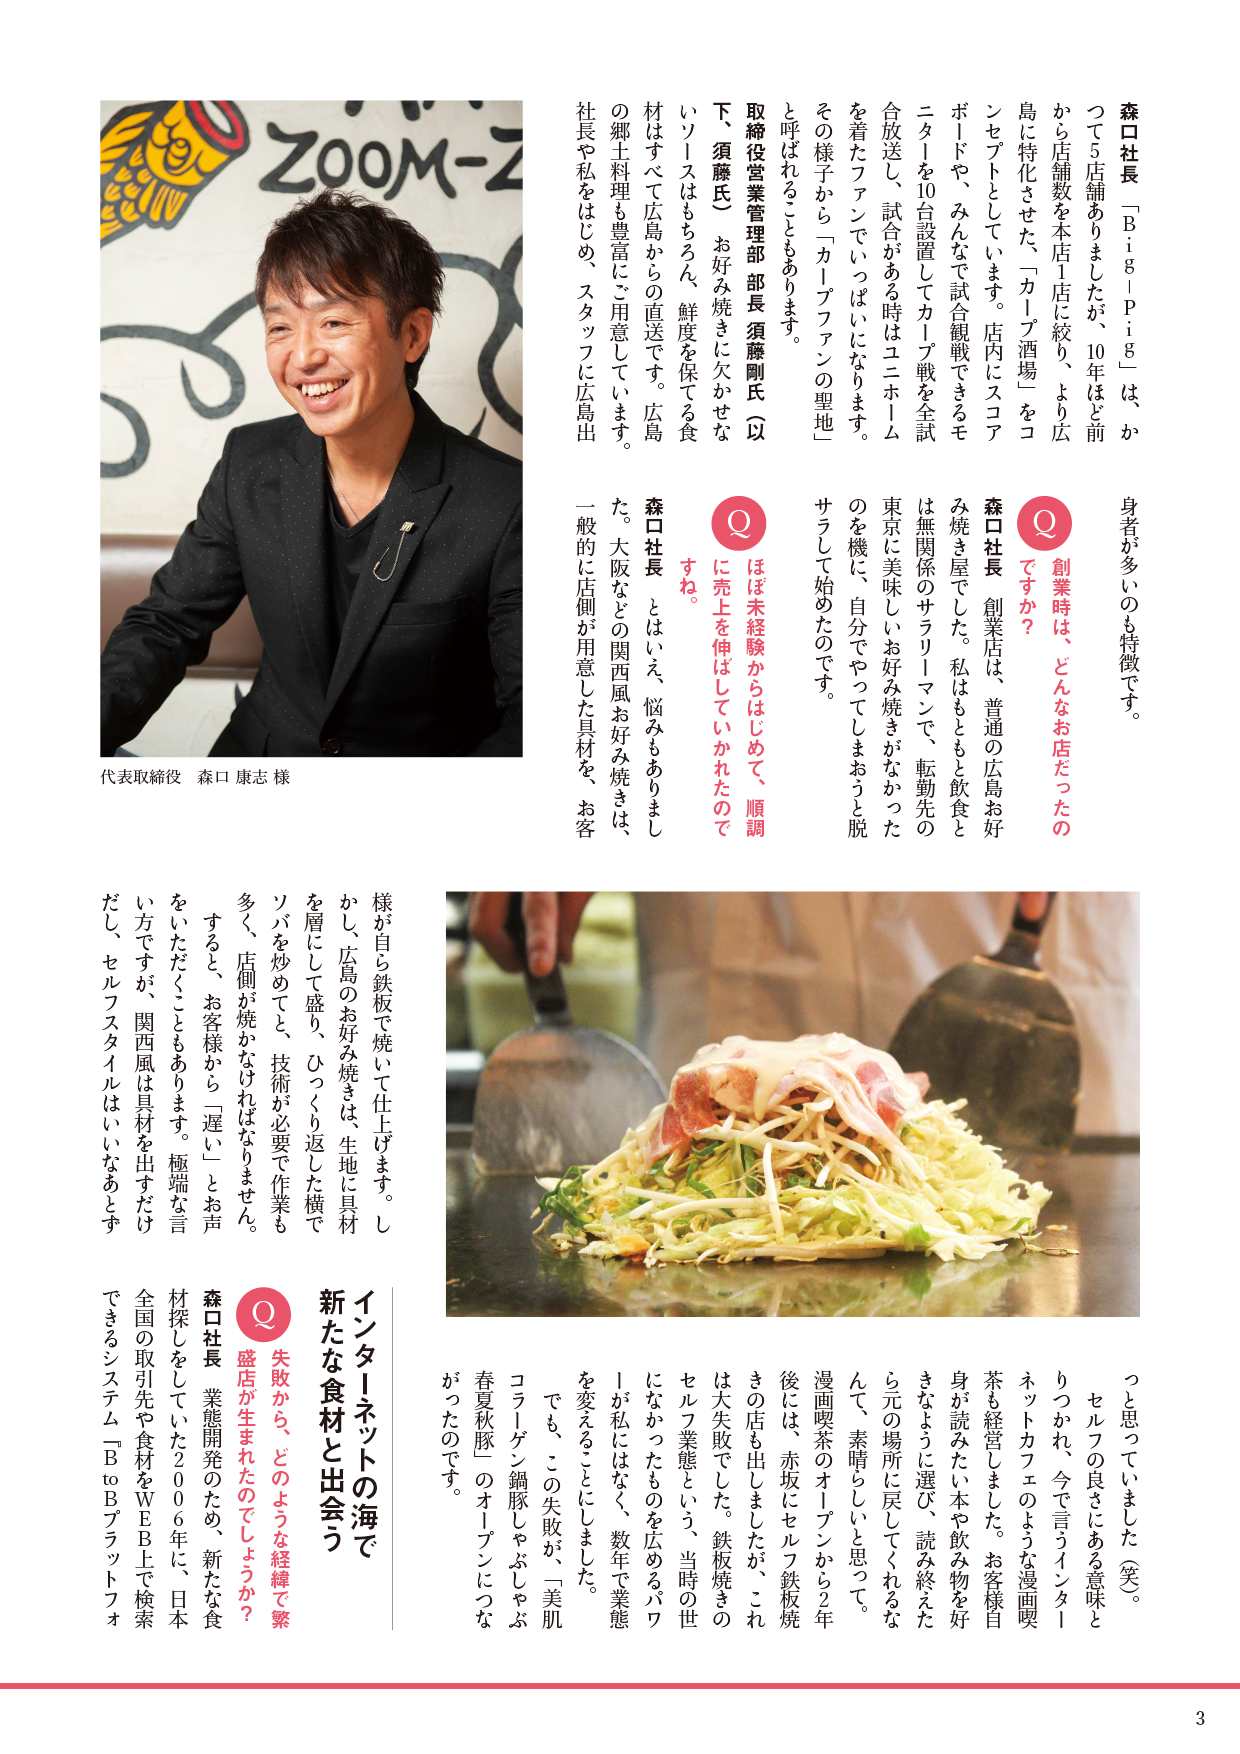 森口社長　「Big－Pig」は、か
つて5店舗ありましたが、10年ほど前
から店舗数を本店1店に絞り、より広
島に特化させた、「カープ酒場」をコ
ンセプトとしています。店内にスコア
ボードや、みんなで試合観戦できるモ
ニターを10台設置してカープ戦を全試
合放送し、試合がある時はユニホーム
を着たファンでいっぱいになります。
その様子から「カープファンの聖地」
と呼ばれることもあります。
取締役営業管理部 部長 須藤剛氏（以
下、須藤氏）　お好み焼きに欠かせな
いソースはもちろん、鮮度を保てる食
材はすべて広島からの直送です。広島
の郷土料理も豊富にご用意しています。
社長や私をはじめ、スタッフに広島出
身者が多いのも特徴です。
Q 創業時は、どんなお店だったの
ですか？
森口社長　創業店は、普通の広島お好
み焼き屋でした。私はもともと飲食と
は無関係のサラリーマンで、転勤先の
東京に美味しいお好み焼きがなかった
のを機に、自分でやってしまおうと脱
サラして始めたのです。
Q ほぼ未経験からはじめて、順調
に売上を伸ばしていかれたので
すね。
森口社長　とはいえ、悩みもありまし
た。大阪などの関西風お好み焼きは、
一般的に店側が用意した具材を、お客
ZOOM-Z
代表取締役　森口 康志 様
様が自ら鉄板で焼いて仕上げます。し
かし、広島のお好み焼きは、生地に具材
を層にして盛り、ひっくり返した横で
ソバを炒めてと、技術が必要で作業も
多く、店側が焼かなければなりません。
すると、お客様から「遅い」とお声
をいただくこともあります。極端な言
い方ですが、関西風は具材を出すだけ
だし、セルフスタイルはいいなあとず
っと思っていました（笑）。
セルフの良さにある意味と
りつかれ、今で言うインター
ネットカフェのような漫画喫
茶も経営しました。お客様自
身が読みたい本や飲み物を好
きなように選び、読み終えた
ら元の場所に戻してくれるな
んて、素晴らしいと思って。
漫画喫茶のオープンから2年
後には、赤坂にセルフ鉄板焼
きの店も出しましたが、これ
は大失敗でした。鉄板焼きの
セルフ業態という、当時の世
になかったものを広めるパワ
ーが私にはなく、数年で業態
を変えることにしました。
でも、この失敗が、「美肌
コラーゲン鍋豚しゃぶしゃぶ
春夏秋豚」のオープンにつな
がったのです。
インターネットの海で
新たな食材と出会う
Q 失敗から、どのような経緯で繁
盛店が生まれたのでしょうか？
森口社長　業態開発のため、新たな食
材探しをしていた2006年に、日本
全国の取引先や食材をWEB上で検索
できるシステム『BtoBプラットフォ
3